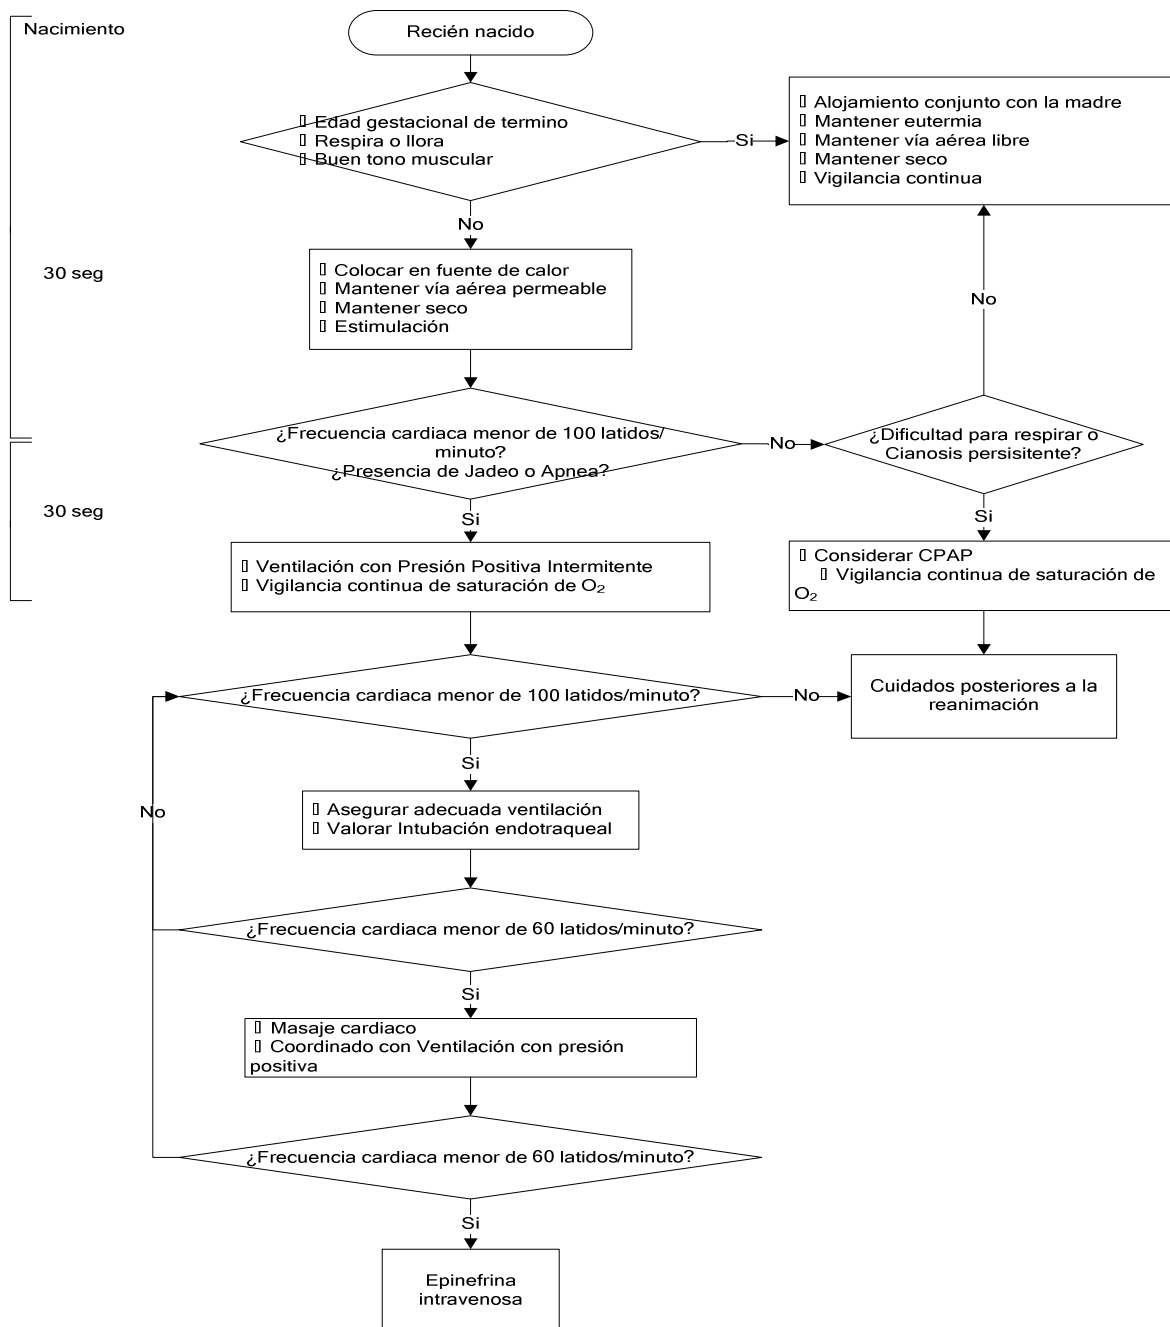 Nacimiento
Recién nacido
Edad gestacional de termino
Respira o llora
Buen tono muscular
Si
Alojamiento conjunto con la madre
Mantener eutermia
Mantener vía aérea libre
Mantener seco
Vigilancia continua
No
30 seg
Colocar en fuente de calor
Mantener vía aérea permeable
Mantener seco
Estimulación
No
¿Frecuencia cardiaca menor de 100 latidos/
minuto?
¿Presencia de Jadeo o Apnea?
No
¿Dificultad para respirar o
Cianosis persisitente?
30 seg
Si
Si
Ventilación con Presión Positiva Intermitente
Vigilancia continua de saturación de O₂
Considerar CPAP
Vigilancia continua de saturación de
O₂
¿Frecuencia cardiaca menor de 100 latidos/minuto?
No
Cuidados posteriores a la
reanimación
Si
No
Asegurar adecuada ventilación
Valorar Intubación endotraqueal
¿Frecuencia cardiaca menor de 60 latidos/minuto?
Si
Masaje cardiaco
Coordinado con Ventilación con presión
positiva
¿Frecuencia cardiaca menor de 60 latidos/minuto?
Si
Epinefrina
intravenosa